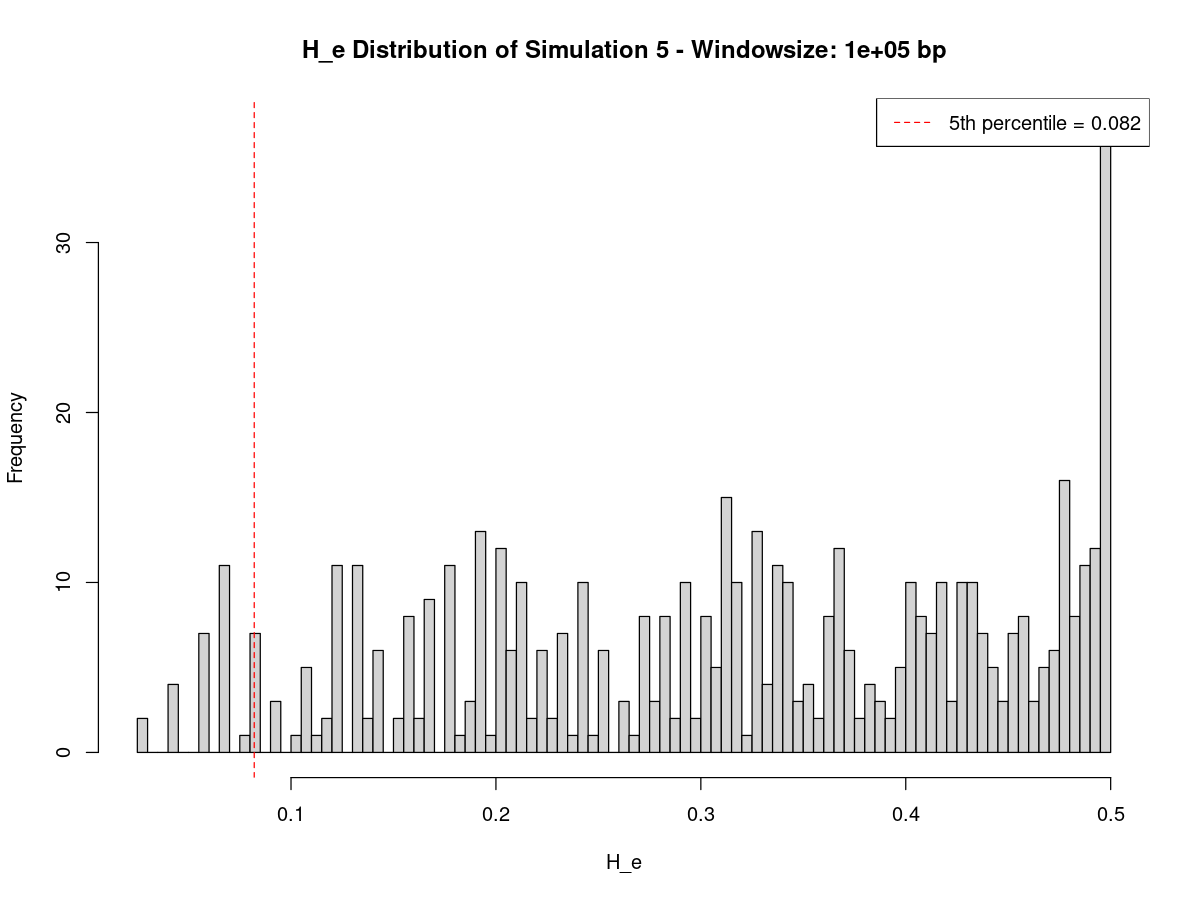 H_e Distribution of Simulation 5 - Windowsize: 1e+05 bp
5th percentile = 0.082
30
20
10
0
Frequency
0.1 0.2 0.3 0.4 0.5
H_e